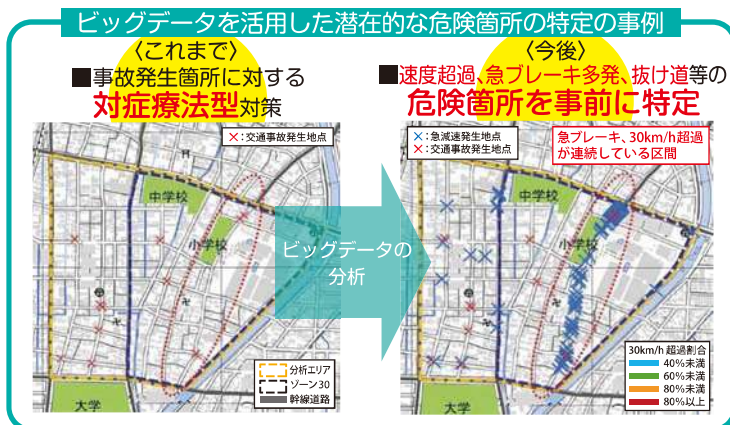 ビッグデータを活用した潜在的な危険箇所の特定の事例
〈これまで〉
■事故発生箇所に対する
対症療法型対策
×:交通事故発生地点
中学校
小学校
大学
分析エリア
ゾーン30
幹線道路
ビッグデータの
分析
〈今後〉
■速度超過、急ブレーキ多発、抜け道等の
危険箇所を事前に特定
×:急減速発生地点
×:交通事故発生地点
急ブレーキ、30km/h超過
が連続している区間
中学校
小学校
大学
30km/h 超過割合
40%未満
60%未満
80%未満
80%以上